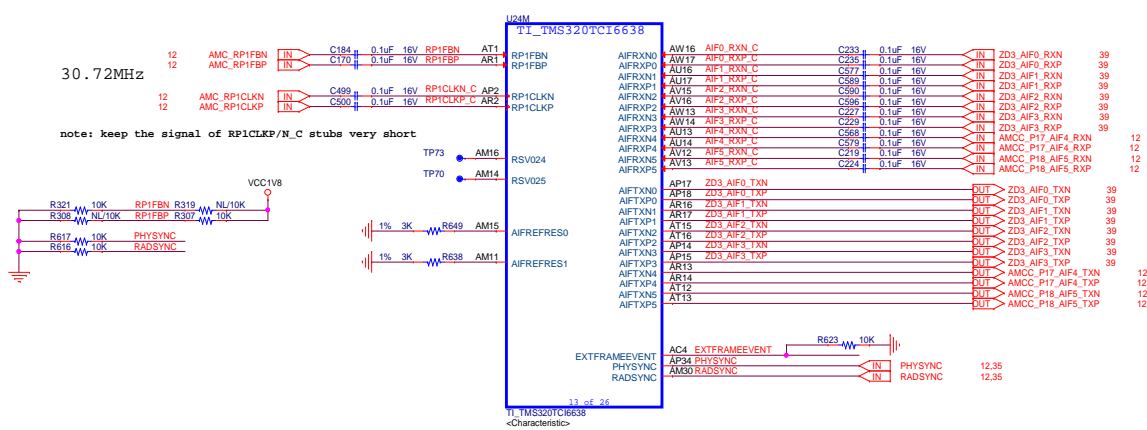 U24M
TI_TMS320TCI6638
12 AMC_RP1FBN IN C184 0.1uF 16V RP1FBN AT1 RP1FBN
12 AMC_RP1FBP IN C170 0.1uF 16V RP1FBP AR1 RP1FBP
30.72MHz
12 AMC_RP1CLKN IN C499 0.1uF 16V RP1CLKN_C AP2 RP1CLKN
12 AMC_RP1CLKP IN C500 0.1uF 16V RP1CLKP_C AR2 RP1CLKP
note: keep the signal of RP1CLKP/N_C stubs very short
TP73 AM16 RSV024
TP70 AM14 RSV025
VCC1V8
R321 10K RP1FBN R319 NL/10K
R308 NL/10K RP1FBP R307 10K
R617 10K PHYSYNC
R616 10K RADSYNC
1% 3K R649 AM15 AIFREFRES0
1% 3K R638 AM11 AIFREFRES1
AIFRXN0 AW16 AIF0_RXN_C C233 0.1uF 16V IN ZD3_AIF0_RXN 39
AIFRXP0 AW17 AIF0_RXP_C C235 0.1uF 16V IN ZD3_AIF0_RXP 39
AIFRXN1 AU16 AIF1_RXN_C C577 0.1uF 16V IN ZD3_AIF1_RXN 39
AIFRXP1 AU17 AIF1_RXP_C C589 0.1uF 16V IN ZD3_AIF1_RXP 39
AIFRXN2 AV15 AIF2_RXN_C C590 0.1uF 16V IN ZD3_AIF2_RXN 39
AIFRXP2 AV16 AIF2_RXP_C C596 0.1uF 16V IN ZD3_AIF2_RXP 39
AIFRXN3 AW13 AIF3_RXN_C C227 0.1uF 16V IN ZD3_AIF3_RXN 39
AIFRXP3 AW14 AIF3_RXP_C C229 0.1uF 16V IN ZD3_AIF3_RXP 39
AIFRXN4 AU13 AIF4_RXN_C C568 0.1uF 16V IN AMCC_P17_AIF4_RXN 12
AIFRXP4 AU14 AIF4_RXP_C C579 0.1uF 16V IN AMCC_P17_AIF4_RXP 12
AIFRXN5 AV12 AIF5_RXN_C C219 0.1uF 16V IN AMCC_P18_AIF5_RXN 12
AIFRXP5 AV13 AIF5_RXP_C C224 0.1uF 16V IN AMCC_P18_AIF5_RXP 12
AIFTXN0 AP17 ZD3_AIF0_TXN OUT ZD3_AIF0_TXN 39
AIFTXP0 AP18 ZD3_AIF0_TXP OUT ZD3_AIF0_TXP 39
AIFTXN1 AR16 ZD3_AIF1_TXN OUT ZD3_AIF1_TXN 39
AIFTXP1 AR17 ZD3_AIF1_TXP OUT ZD3_AIF1_TXP 39
AIFTXN2 AT15 ZD3_AIF2_TXN OUT ZD3_AIF2_TXN 39
AIFTXP2 AT16 ZD3_AIF2_TXP OUT ZD3_AIF2_TXP 39
AIFTXN3 AP14 ZD3_AIF3_TXN OUT ZD3_AIF3_TXN 39
AIFTXP3 AP15 ZD3_AIF3_TXP OUT ZD3_AIF3_TXP 39
AIFTXN4 AR13 OUT AMCC_P17_AIF4_TXN 12
AIFTXP4 AR14 OUT AMCC_P17_AIF4_TXP 12
AIFTXN5 AT12 OUT AMCC_P18_AIF5_TXN 12
AIFTXP5 AT13 OUT AMCC_P18_AIF5_TXP 12
R623 10K
EXTFRAMEEVENT AC4 EXTFRAMEEVENT
PHYSYNC AP34 PHYSYNC IN PHYSYNC 12,35
RADSYNC AM30 RADSYNC IN RADSYNC 12,35
13 of 26
TI_TMS320TCI6638
<Characteristic>